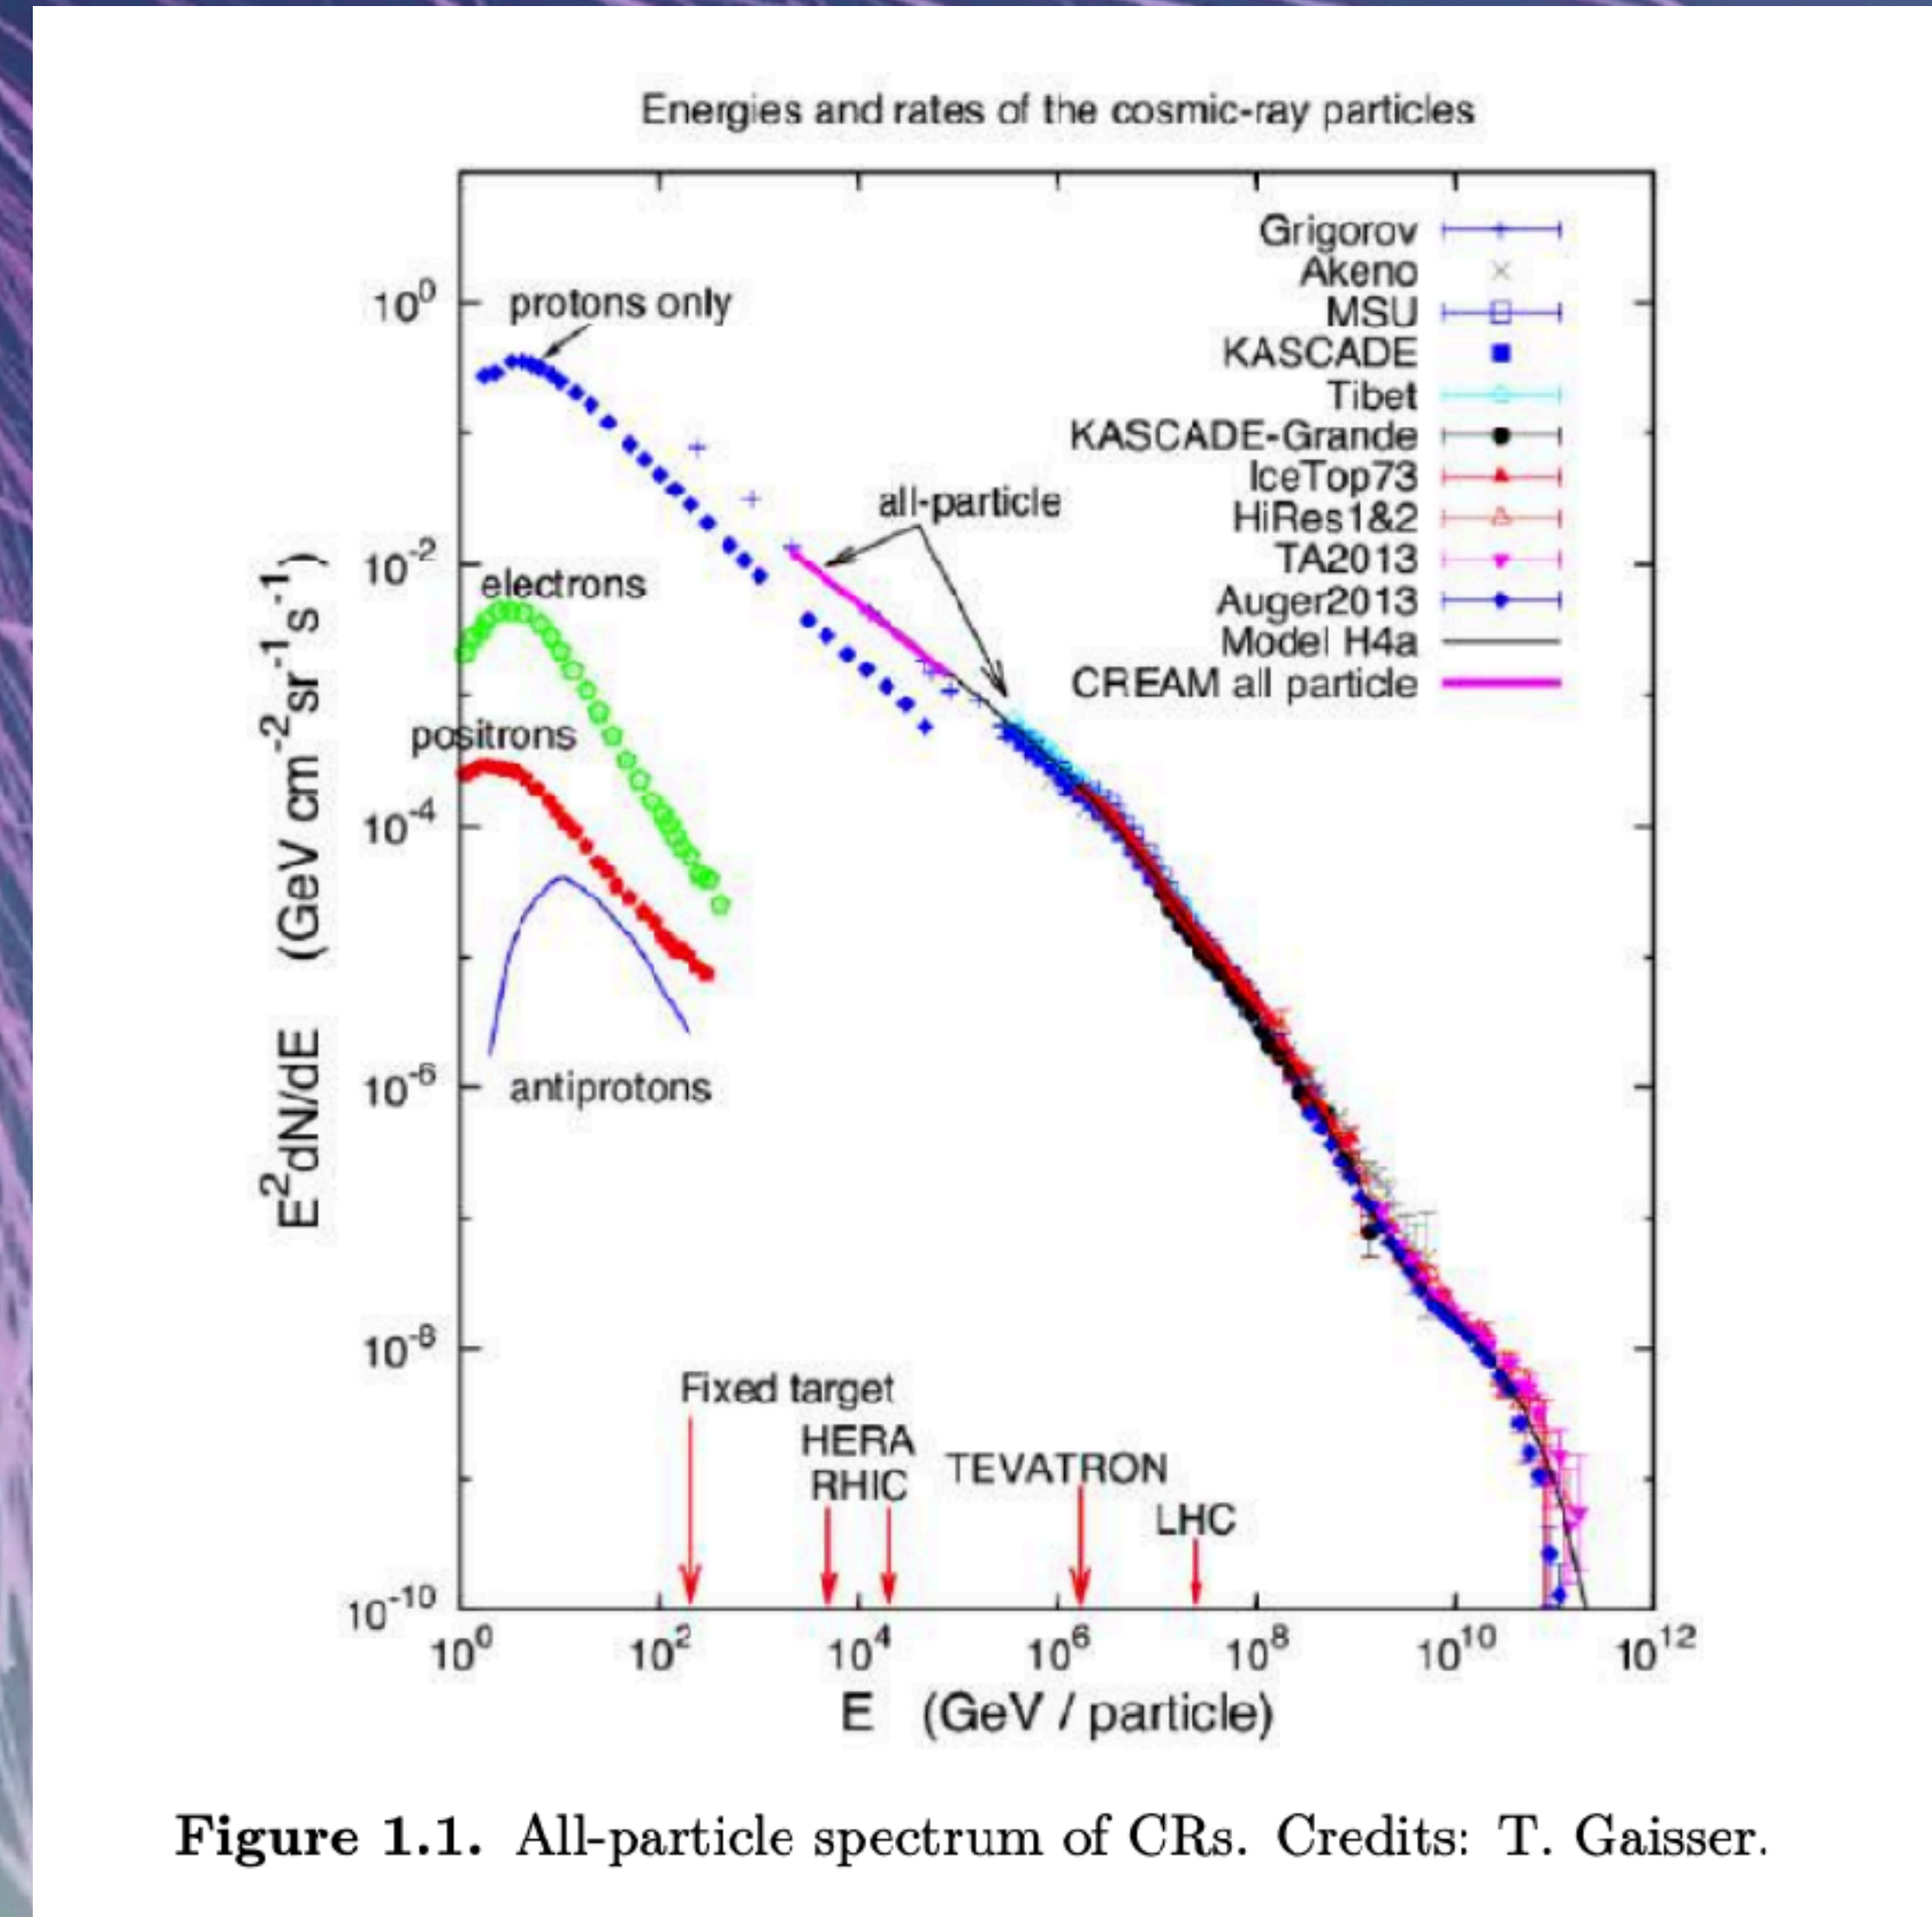 Energies and rates of the cosmic-ray particles
Grigorov
Akeno
MSU
KASCADE
Tibet
KASCADE-Grande
IceTop73
HiRes1&2
TA2013
Auger2013
Model H4a
CREAM all particle
protons only
all-particle
electrons
positrons
antiprotons
Fixed target
HERA
RHIC
TEVATRON
LHC
10⁰
10⁻²
10⁻⁴
10⁻⁶
10⁻⁸
10⁻¹⁰
E²dN/dE (GeV cm⁻²sr⁻¹s⁻¹)
10⁰ 10² 10⁴ 10⁶ 10⁸ 10¹⁰ 10¹²
E (GeV / particle)
Figure 1.1. All-particle spectrum of CRs. Credits: T. Gaisser.